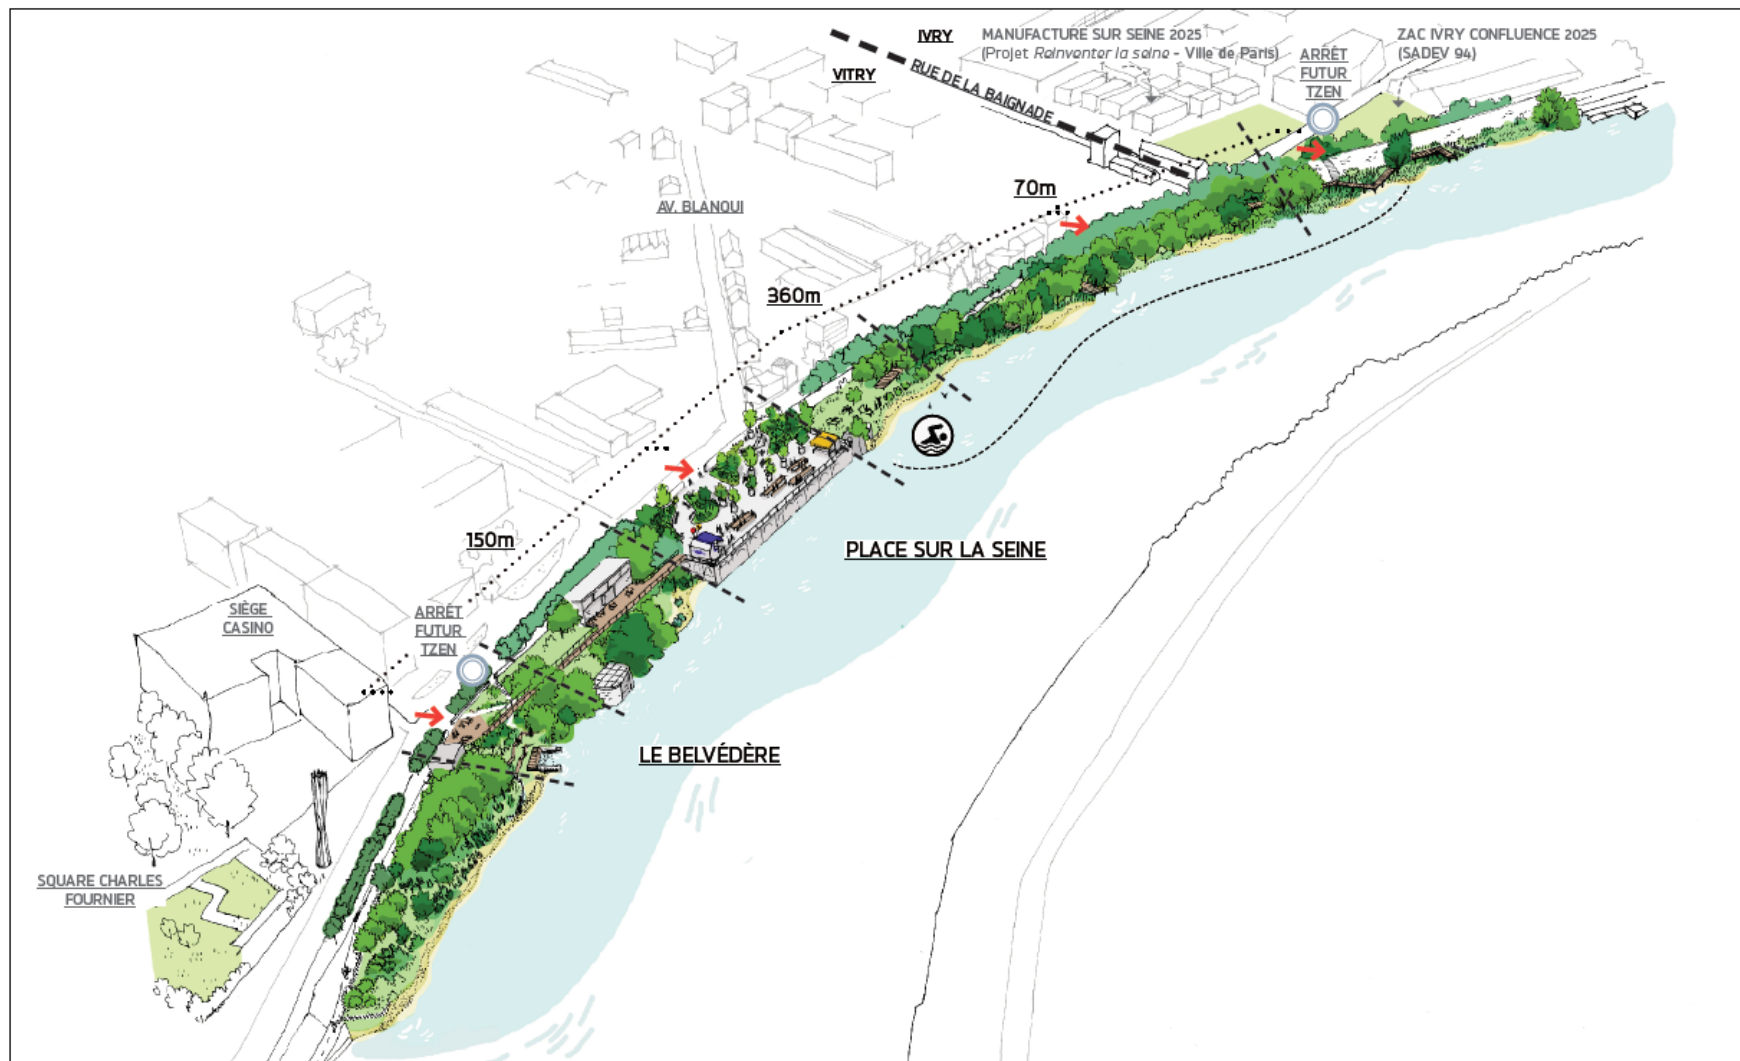 IVRY
MANUFACTURE SUR SEINE 2025
(Projet Reinventer la seine - Ville de Paris)
ZAC IVRY CONFLUENCE 2025
(SADEV 94)
ARRÊT
FUTUR
TZEN
VITRY
RUE DE LA BAIGNADE
70m
AV. BLANQUI
360m
150m
PLACE SUR LA SEINE
SIÈGE
CASINO
ARRÊT
FUTUR
TZEN
LE BELVÉDÈRE
SQUARE CHARLES
FOURNIER